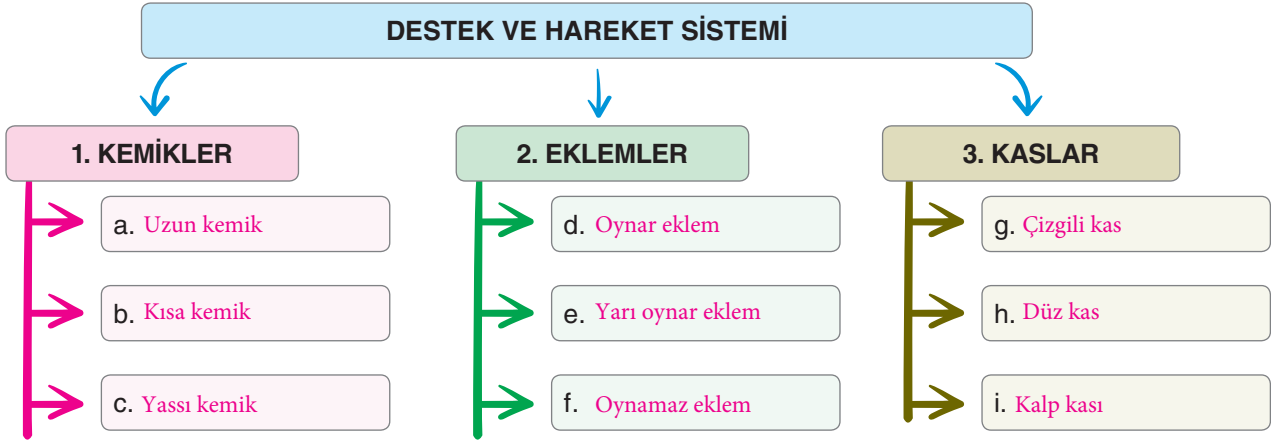 DESTEK VE HAREKET SİSTEMİ
1. KEMİKLER
a. Uzun kemik
b. Kısa kemik
c. Yassı kemik
2. EKLEMLER
d. Oynar eklem
e. Yarı oynar eklem
f. Oynamaz eklem
3. KASLAR
g. Çizgili kas
h. Düz kas
i. Kalp kası